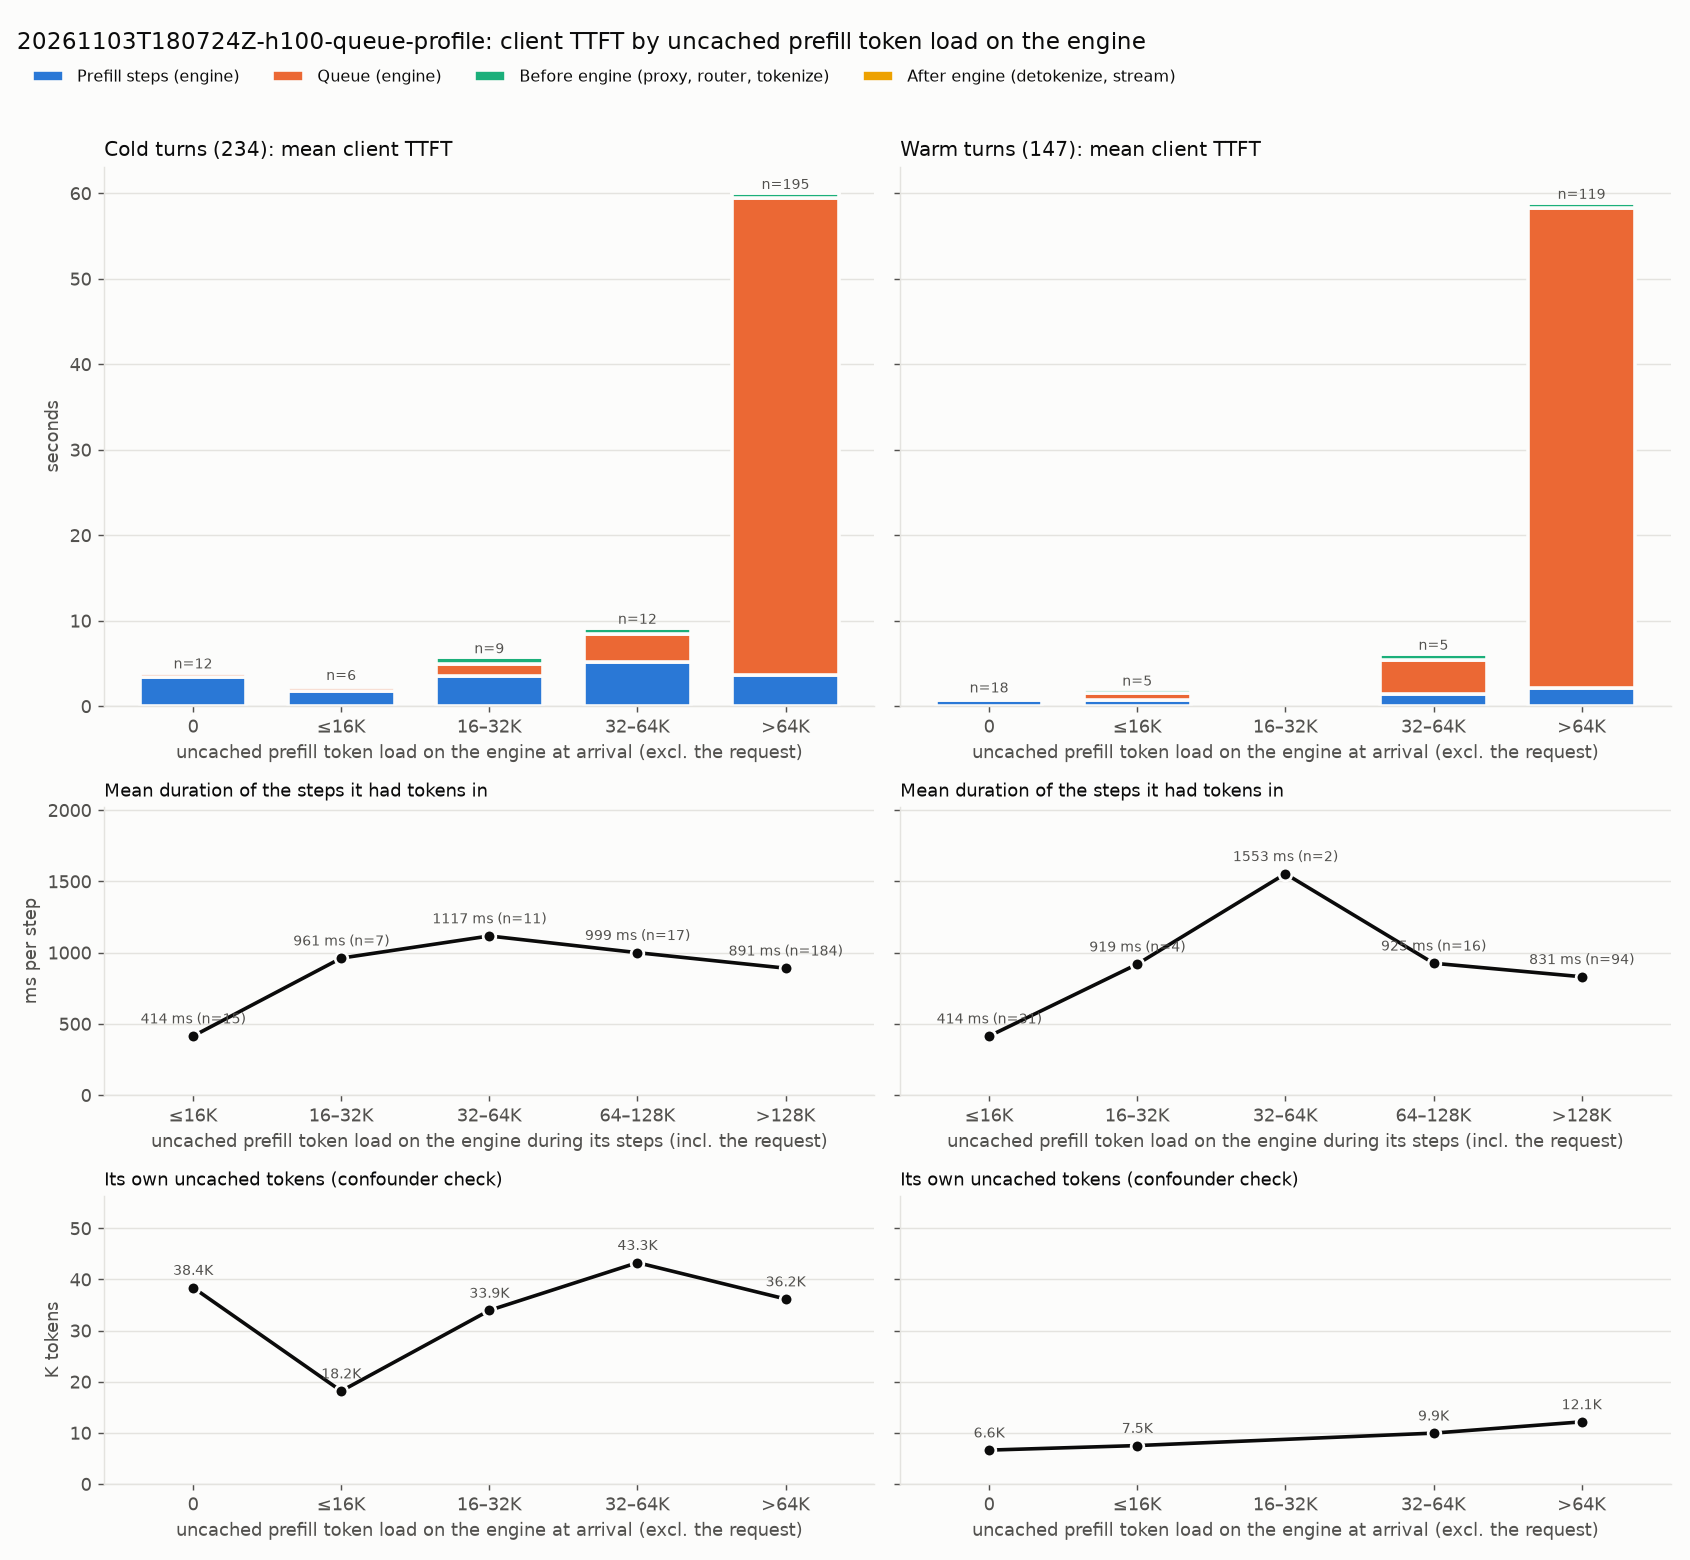 20261103T180724Z-h100-queue-profile: client TTFT by uncached prefill token load on the engine
Prefill steps (engine) Queue (engine) Before engine (proxy, router, tokenize) After engine (detokenize, stream)
Cold turns (234): mean client TTFT
seconds
60
50
40
30
20
10
0
n=12
n=6
n=9
n=12
n=195
0 ≤16K 16–32K 32–64K >64K
uncached prefill token load on the engine at arrival (excl. the request)
Warm turns (147): mean client TTFT
n=18
n=5
n=5
n=119
0 ≤16K 16–32K 32–64K >64K
uncached prefill token load on the engine at arrival (excl. the request)
Mean duration of the steps it had tokens in
ms per step
2000
1500
1000
500
0
414 ms (n=15)
961 ms (n=7)
1117 ms (n=11)
999 ms (n=17)
891 ms (n=184)
≤16K 16–32K 32–64K 64–128K >128K
uncached prefill token load on the engine during its steps (incl. the request)
Mean duration of the steps it had tokens in
414 ms (n=31)
919 ms (n=4)
1553 ms (n=2)
925 ms (n=16)
831 ms (n=94)
≤16K 16–32K 32–64K 64–128K >128K
uncached prefill token load on the engine during its steps (incl. the request)
Its own uncached tokens (confounder check)
K tokens
50
40
30
20
10
0
38.4K
18.2K
33.9K
43.3K
36.2K
0 ≤16K 16–32K 32–64K >64K
uncached prefill token load on the engine at arrival (excl. the request)
Its own uncached tokens (confounder check)
6.6K
7.5K
9.9K
12.1K
0 ≤16K 16–32K 32–64K >64K
uncached prefill token load on the engine at arrival (excl. the request)